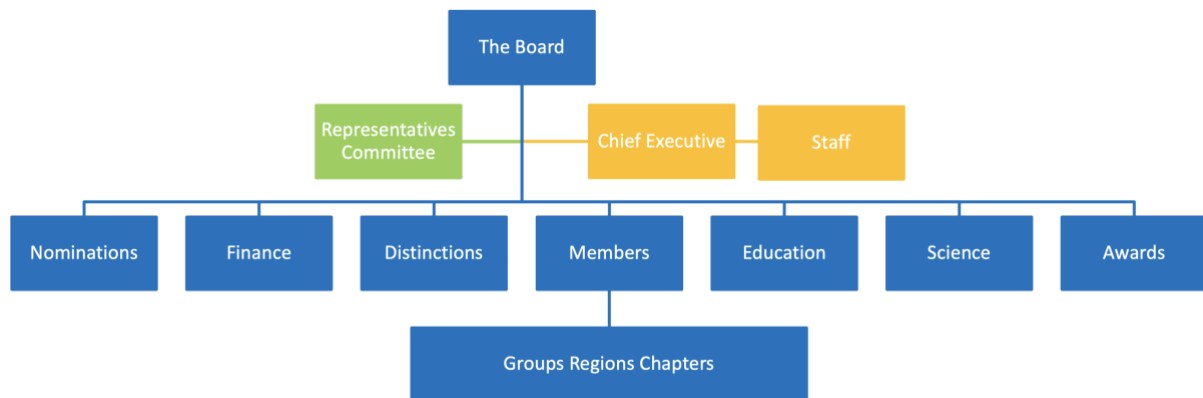 The Board
Representatives
Committee
Chief Executive
Staff
Nominations
Finance
Distinctions
Members
Education
Science
Awards
Groups Regions Chapters